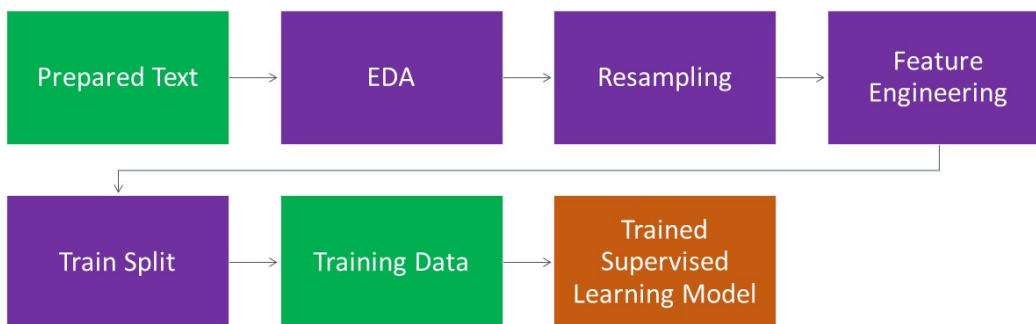 Prepared Text
EDA
Resampling
Feature
Engineering
Train Split
Training Data
Trained
Supervised
Learning Model